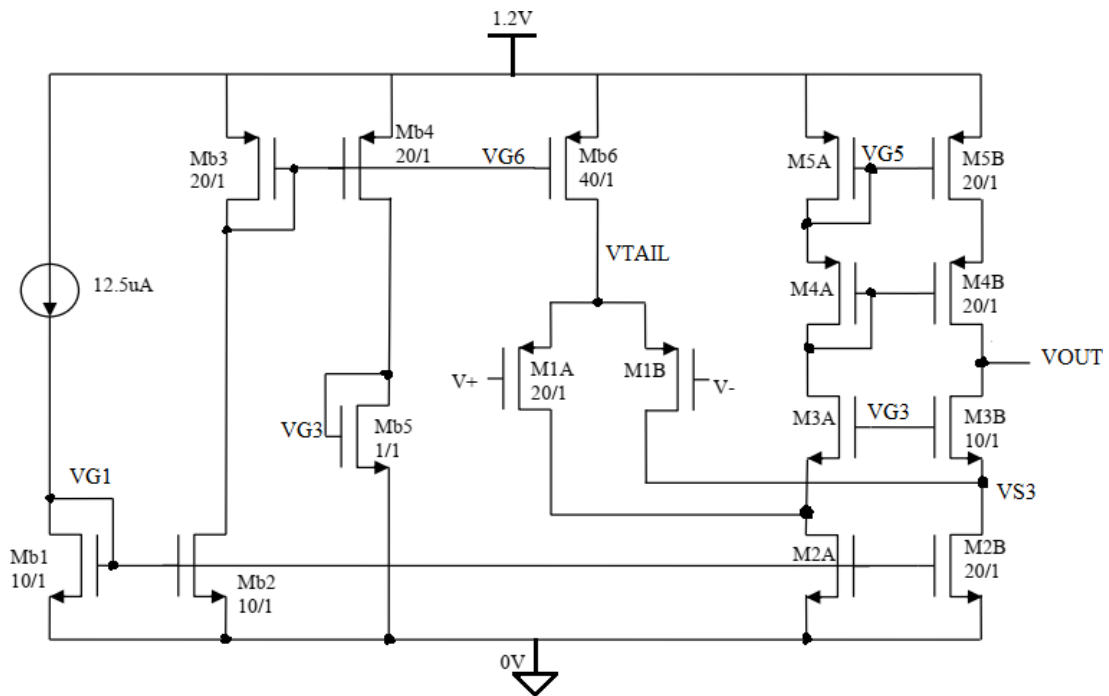 1.2V
Mb3
20/1
Mb4
20/1
VG6
Mb6
40/1
M5A
VG5
M5B
20/1
12.5uA
VTAIL
M4A
M4B
20/1
VOUT
V+
M1A
20/1
M1B
V-
M3A
VG3
M3B
10/1
VG3
Mb5
1/1
VG1
VS3
Mb1
10/1
Mb2
10/1
M2A
M2B
20/1
0V